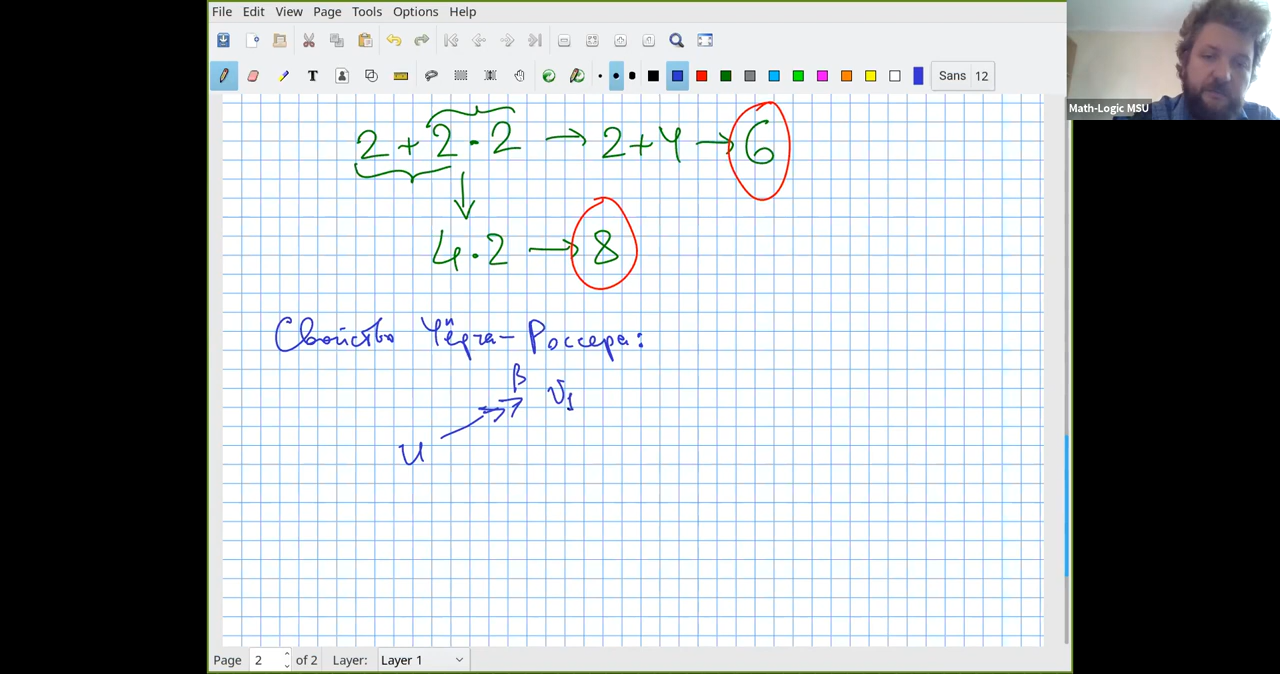 File Edit View Page Tools Options Help
T Sans 12
Math-Logic MSU
2 + 2 · 2 → 2 + 4 → 6
4 · 2 → 8
Свойство Чёрча-Россера:
β
V₁
U
Page 2 of 2 Layer: Layer 1